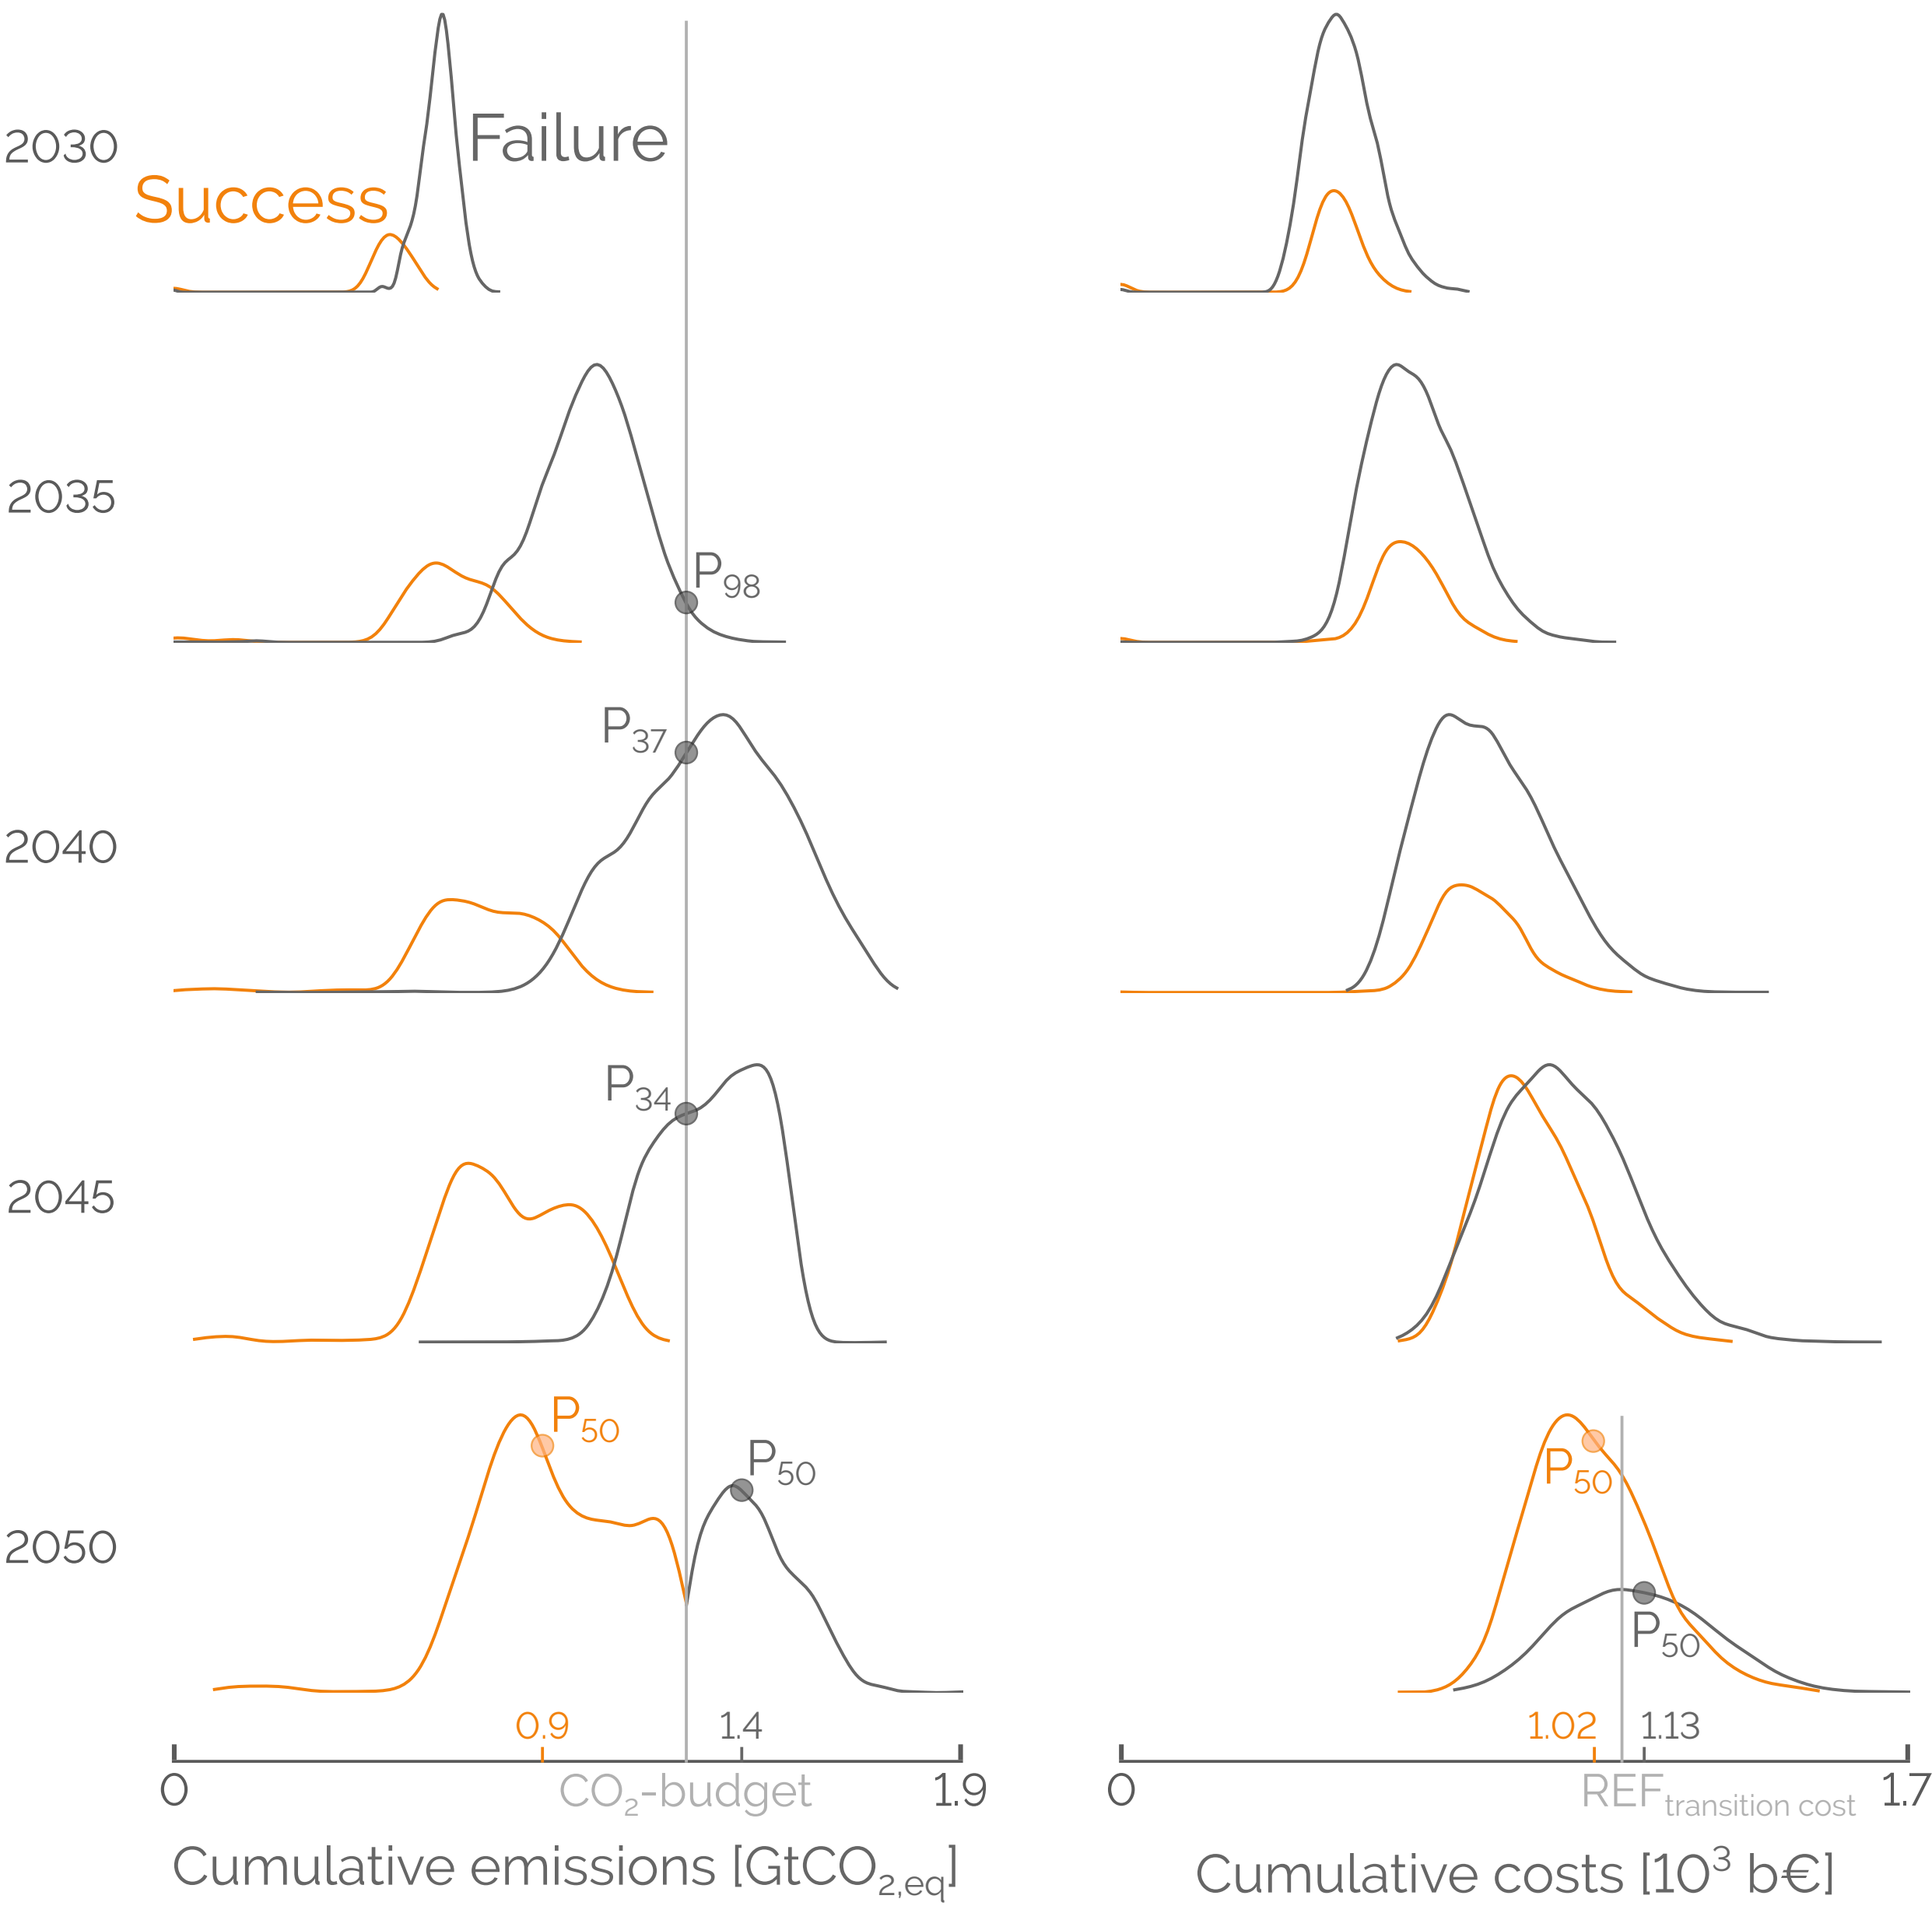 2030
Failure
Success
2035
P98
P37
2040
P34
2045
P50
P50
P50
P50
2050
0.9
1.4
1.02
1.13
0
CO2-budget
1.9
0
REFtransition cost
1.7
Cumulative emissions [GtCO2,eq]
Cumulative costs [10³ b€]